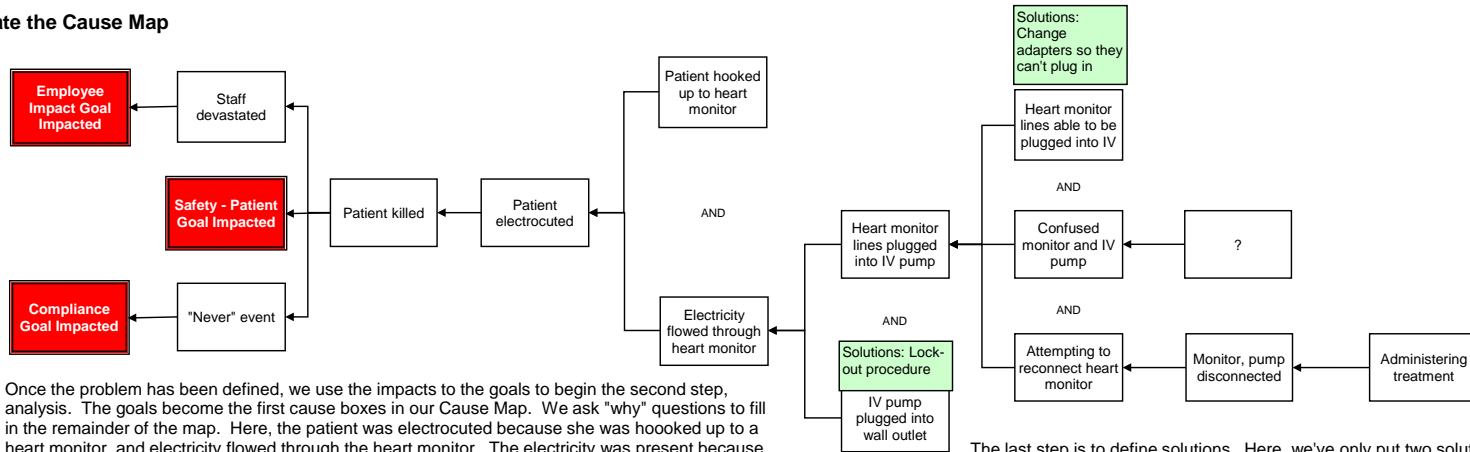 ate the Cause Map
Solutions:
Change
adapters so they
can't plug in
Employee
Impact Goal
Impacted
Staff
devastated
Patient hooked
up to heart
monitor
Heart monitor
lines able to be
plugged into IV
AND
Safety - Patient
Goal Impacted
Patient killed
Patient
electrocuted
AND
Heart monitor
lines plugged
into IV pump
Confused
monitor and IV
pump
?
Compliance
Goal Impacted
"Never" event
Electricity
flowed through
heart monitor
AND
AND
Solutions: Lock-
out procedure
IV pump
plugged into
wall outlet
Attempting to
reconnect heart
monitor
Monitor, pump
disconnected
Administering
treatment
Once the problem has been defined, we use the impacts to the goals to begin the second step,
analysis. The goals become the first cause boxes in our Cause Map. We ask "why" questions to fill
in the remainder of the map. Here, the patient was electrocuted because she was hoooked up to a
heart monitor, and electricity flowed through the heart monitor. The electricity was present because
The last step is to define solutions. Here, we've only put two solut